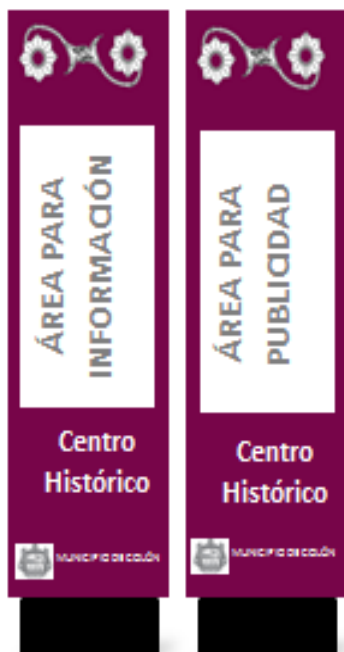 ÁREA PARA
INFORMACIÓN
Centro
Histórico
MUNICIPIO DE COLÓN
ÁREA PARA
PUBLICIDAD
Centro
Histórico
MUNICIPIO DE COLÓN